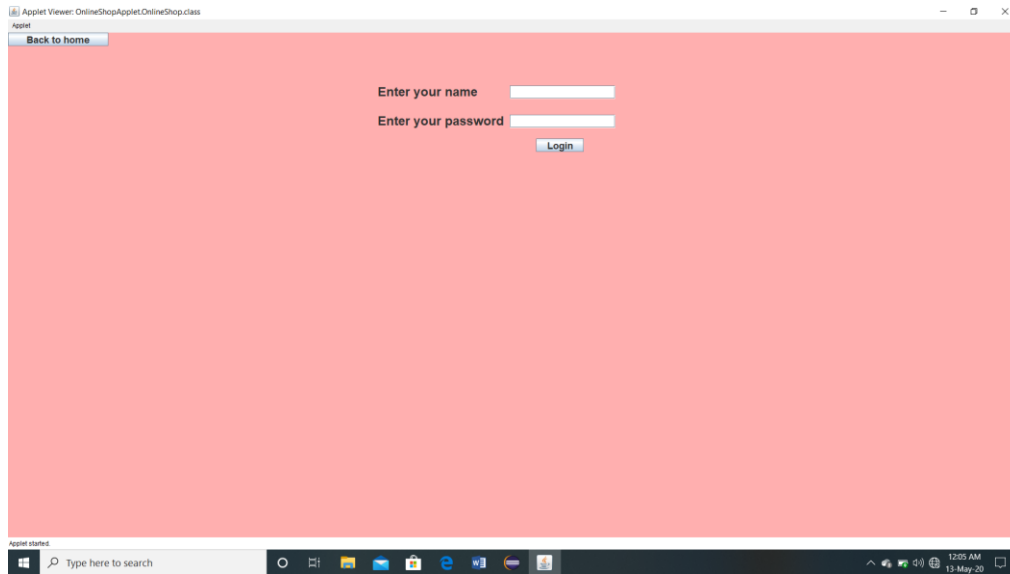 Applet Viewer: OnlineShopApplet.OnlineShop.class
Applet
Back to home
Enter your name
Enter your password
Login
Applet started.
Type here to search
12:05 AM
13-May-20